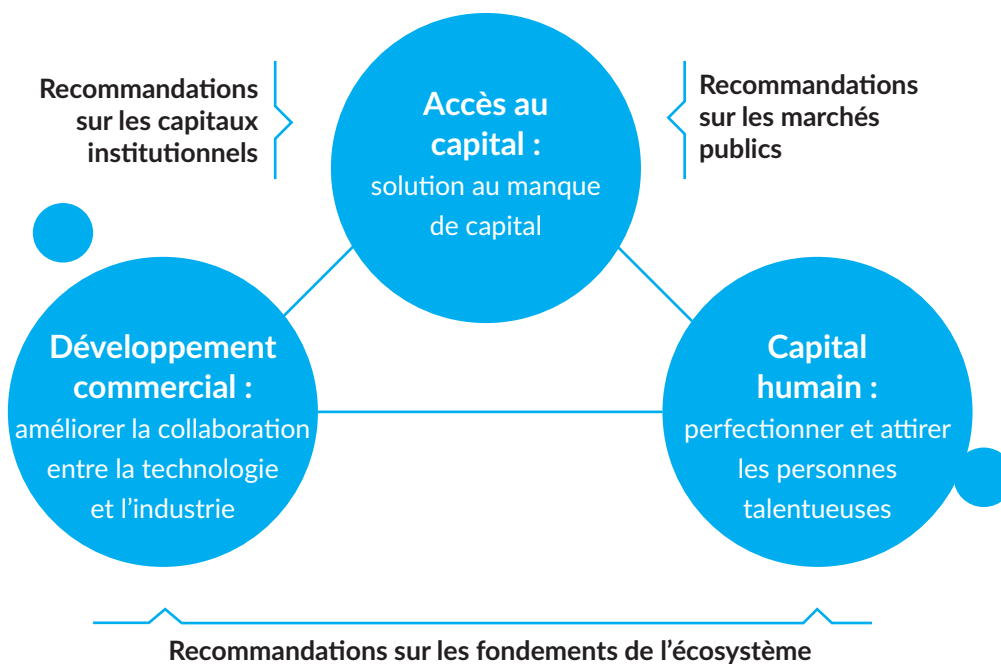 Recommandations
sur les capitaux
institutionnels
Accès au
capital :
solution au manque
de capital
Recommandations
sur les marchés
publics
Développement
commercial :
améliorer la collaboration
entre la technologie
et l’industrie
Capital
humain :
perfectionner et attirer
les personnes
talentueuses
Recommandations sur les fondements de l’écosystème